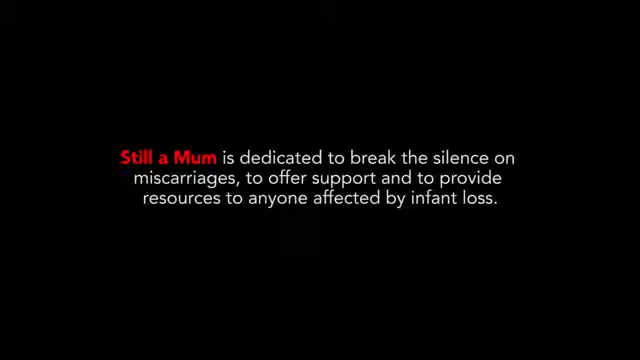 Still a Mum is dedicated to break the silence on
miscarriages, to offer support and to provide
resources to anyone affected by infant loss.